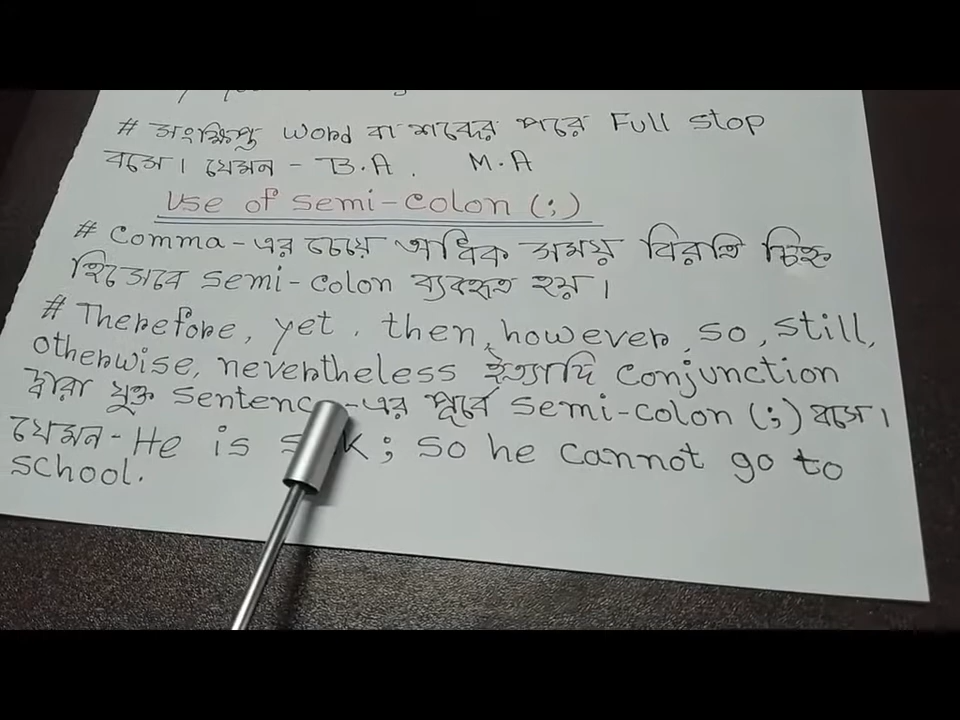 # সংক্ষিপ্ত word বা শব্দের পরে Full stop
বসে। যেমন - B.A. M.A
Use of semi-colon (;)
# Comma-এর চেয়ে অধিক সময় বিরতি চিহ্ন
হিসেবে semi-colon ব্যবহৃত হয়।
# Therefore, yet, then, however, so, still,
otherwise, nevertheless ইত্যাদি conjunction
দ্বারা যুক্ত sentence-এর পূর্বে semi-colon (;) বসে।
যেমন- He is ; so he cannot go to
school.